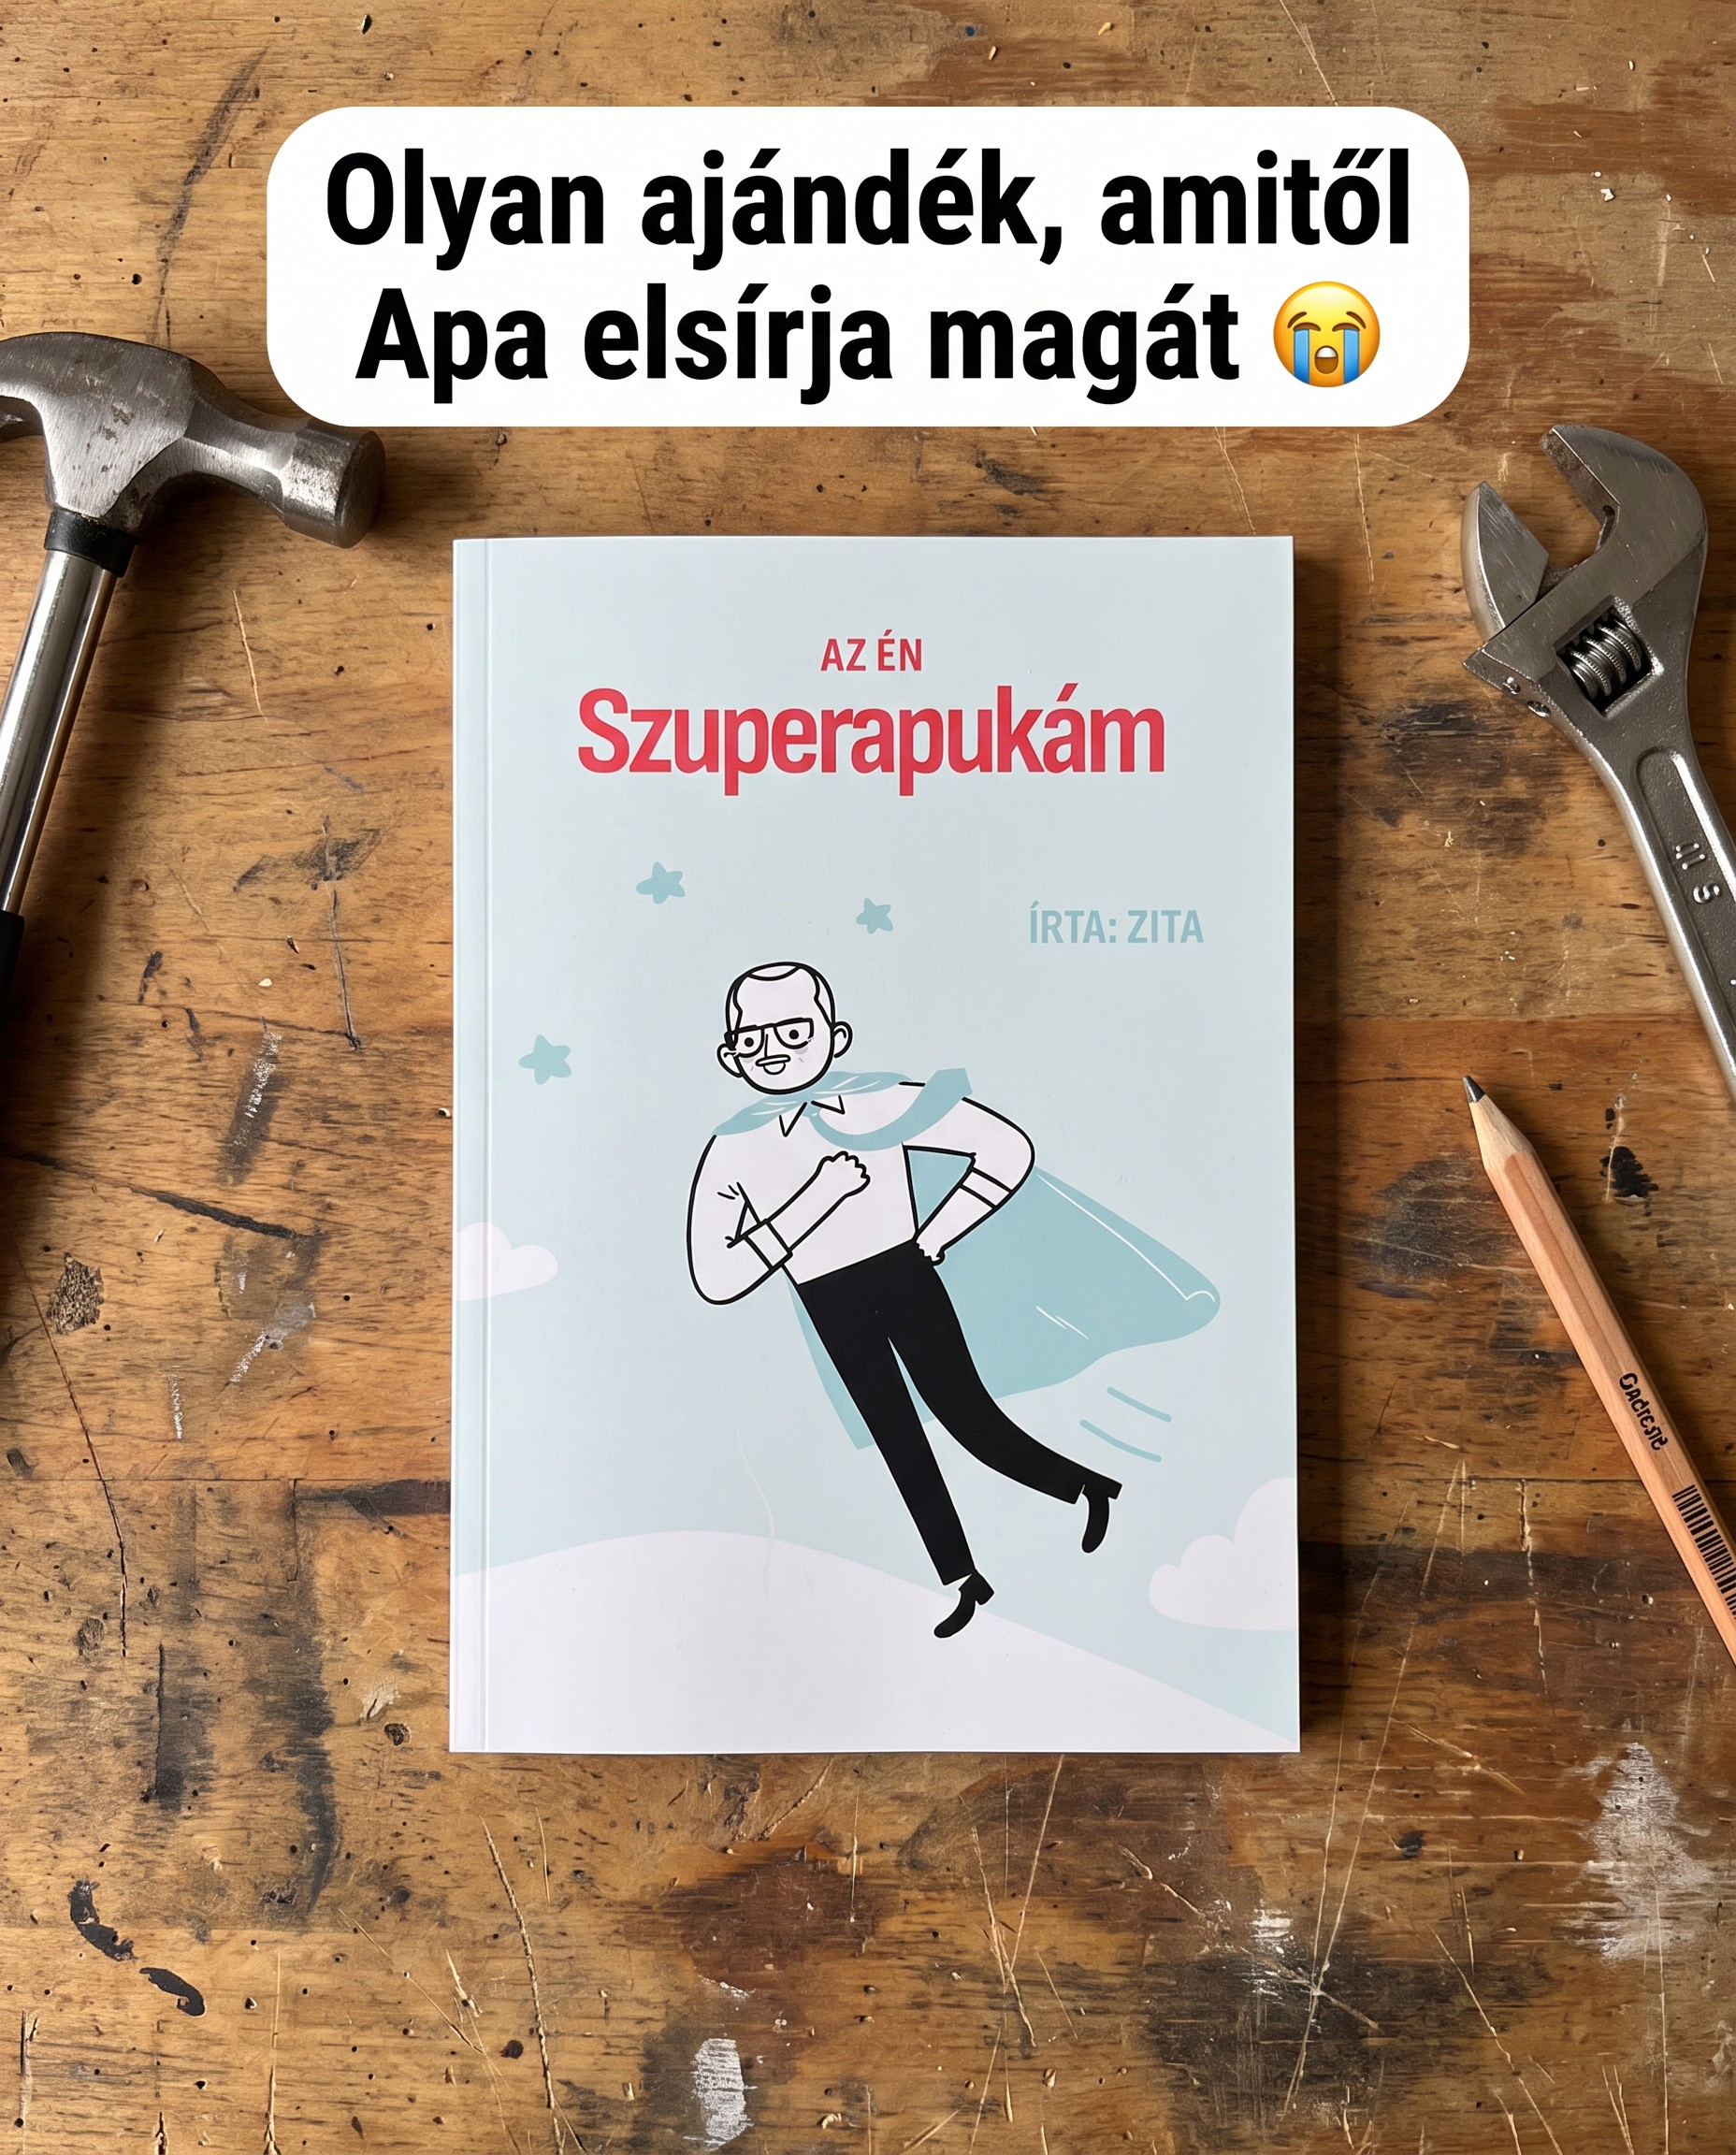 Olyan ajándék, amitől
Apa elsírja magát 😭
AZ ÉN
Szuperapukám
ÍRTA: ZITA